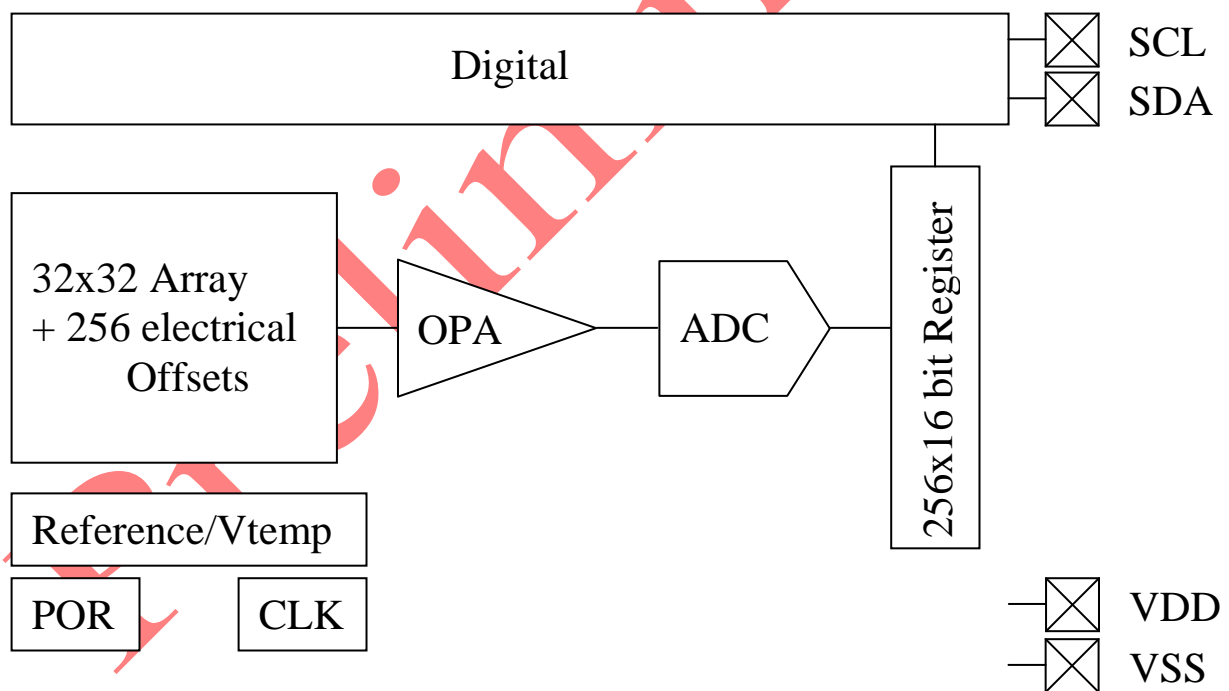 Digital
SCL
SDA
32x32 Array
+ 256 electrical
Offsets
OPA
ADC
256x16 bit Register
Reference/Vtemp
POR
CLK
VDD
VSS